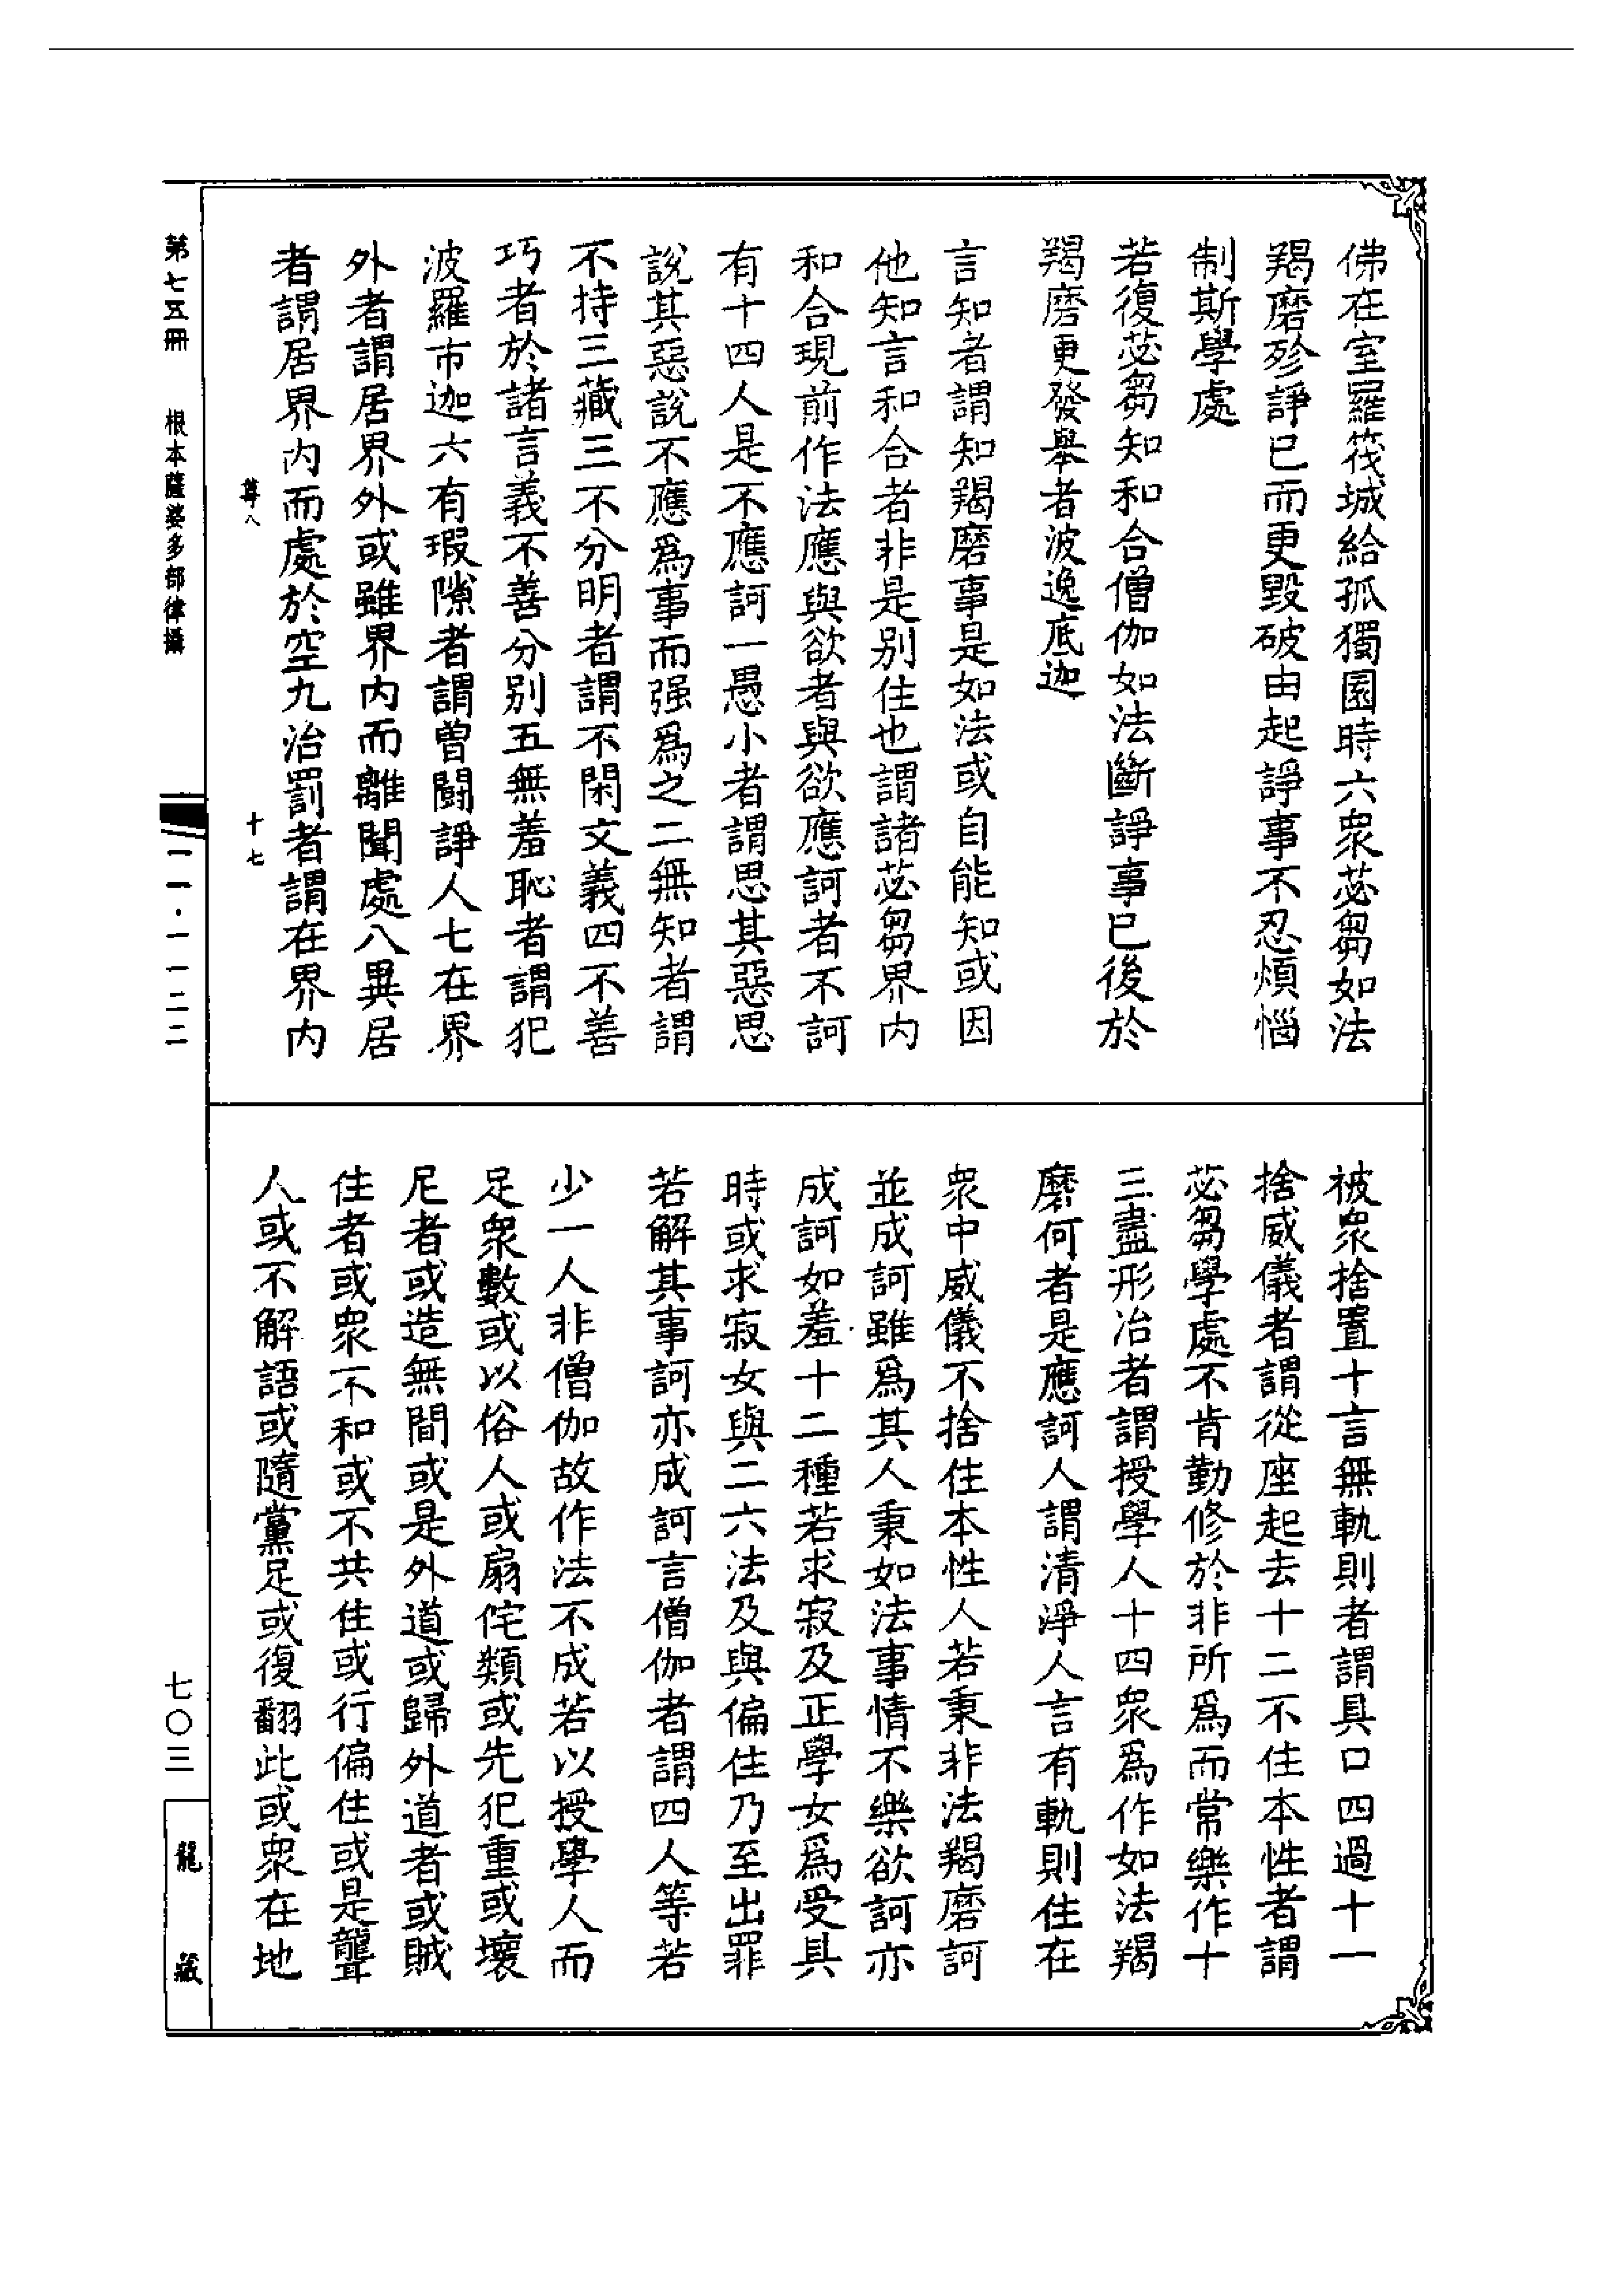 佛在室羅筏城給孤獨園時六衆苾芻如法
羯磨殄諍已而更毀破由起諍事不忍煩惱
制斯學處
若復苾芻知和合僧伽如法斷諍事已後於
羯磨更發舉者波逸底迦
言知者謂知羯磨事是如法或自能知或因
他知言和合者非是别住也謂諸苾芻界内
和合現前作法應與欲者與欲應訶者不訶
有十四人是不應訶一愚小者謂思其惡思
說其惡說不應爲事而强爲之二無知者謂
不持三藏三不分明者謂不閑文義四不善
巧者於諸言義不善分别五無羞恥者謂犯
波羅市迦六有瑕隙者謂曾鬪諍人七在界
外者謂居界外或雖界内而離聞處八異居
者謂居界内而處於空九治罰者謂在界内
尊八
十七
被衆捨置十言無軌則者謂具口四過十一
捨威儀者謂從座起去十二不住本性者謂
苾芻學處不肯勤修於非所爲而常樂作十
三盡形治者謂授學人十四衆爲作如法羯
磨何者是應訶人謂清淨人言有軌則住在
衆中威儀不捨住本性人若秉非法羯磨訶
並成訶雖爲其人秉如法事情不樂欲訶亦
成訶如羞十二種若求寂及正學女爲受具
時或求寂女與二六法及與偏住乃至出罪
若解其事訶亦成訶言僧伽者謂四人等若
少一人非僧伽故作法不成若以授學人而
足衆數或以俗人或扇侘類或先犯重或壞
尼者或造無間或是外道或歸外道者或賊
住者或衆不和或不共住或行偏住或是聾
人或不解語或隨黨足或復翻此或衆在地
第七五冊
根本薩婆多部律攝
一一·一一二二
七〇三
龍藏